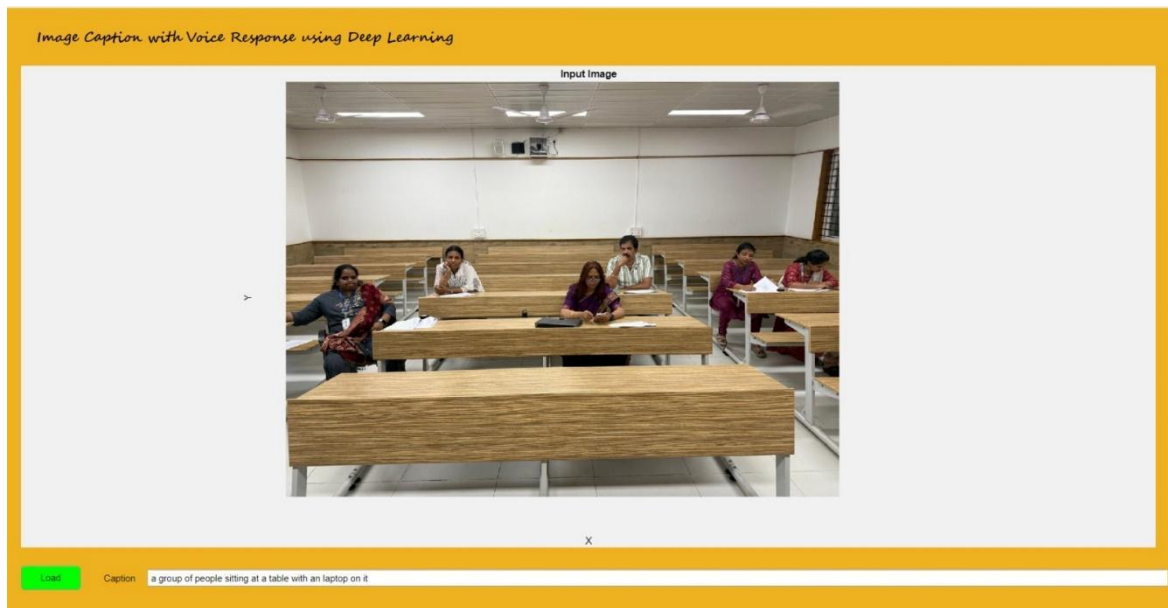 Image Caption with Voice Response using Deep Learning
Input Image
Y
X
Load
Caption
a group of people sitting at a table with an laptop on it